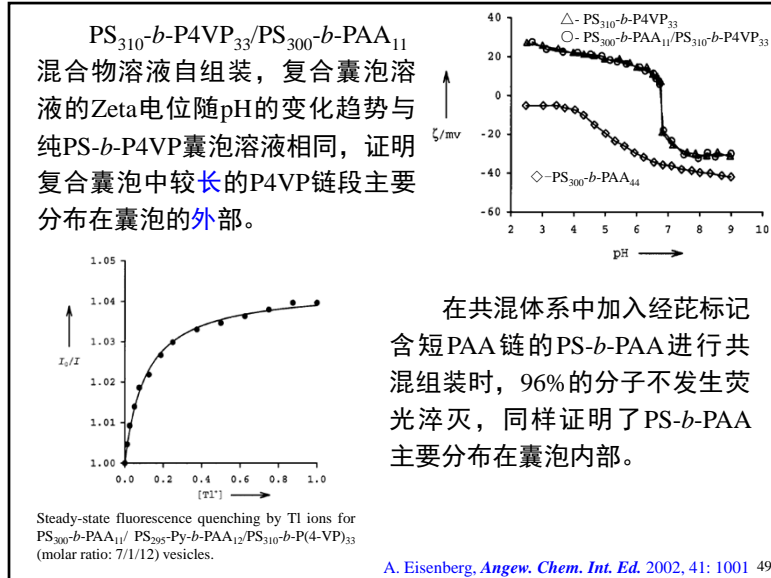 PS310-b-P4VP33/PS300-b-PAA11
混合物溶液自组装，复合囊泡溶
液的Zeta电位随pH的变化趋势与
纯PS-b-P4VP囊泡溶液相同，证明
复合囊泡中较长的P4VP链段主要
分布在囊泡的外部。
△- PS310-b-P4VP33
○- PS300-b-PAA11/PS310-b-P4VP33
◇-PS300-b-PAA44
40
20
0
-20
-40
-60
ζ/mv
2 3 4 5 6 7 8 9 10
pH
1.05
1.04
1.03
1.02
1.01
1.00
I0/I
0.0 0.2 0.4 0.6 0.8 1.0
[Tl+]
Steady-state fluorescence quenching by Tl ions for
PS300-b-PAA11/ PS295-Py-b-PAA12/PS310-b-P(4-VP)33
(molar ratio: 7/1/12) vesicles.
在共混体系中加入经芘标记
含短PAA链的PS-b-PAA进行共
混组装时，96%的分子不发生荧
光淬灭，同样证明了PS-b-PAA
主要分布在囊泡内部。
A. Eisenberg, Angew. Chem. Int. Ed. 2002, 41: 1001 49